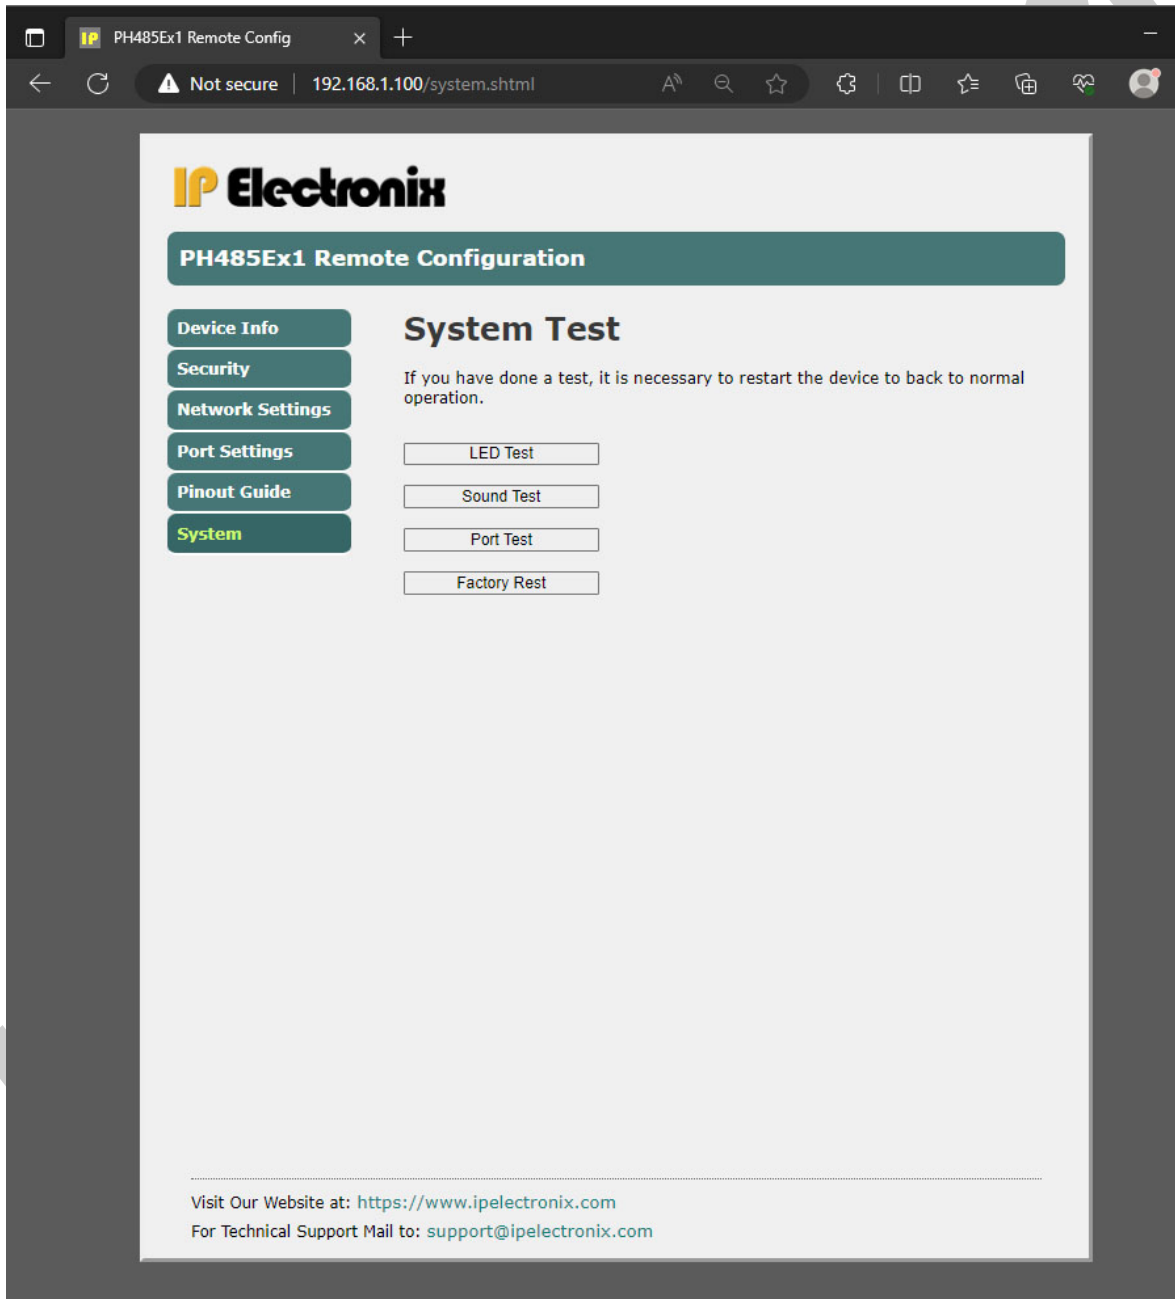 IP PH485Ex1 Remote Config
Not secure 192.168.1.100/system.shtml
IP Electronix
PH485Ex1 Remote Configuration
Device Info
Security
Network Settings
Port Settings
Pinout Guide
System
System Test
If you have done a test, it is necessary to restart the device to back to normal
operation.
LED Test
Sound Test
Port Test
Factory Rest
Visit Our Website at: https://www.ipelectronix.com
For Technical Support Mail to: support@ipelectronix.com